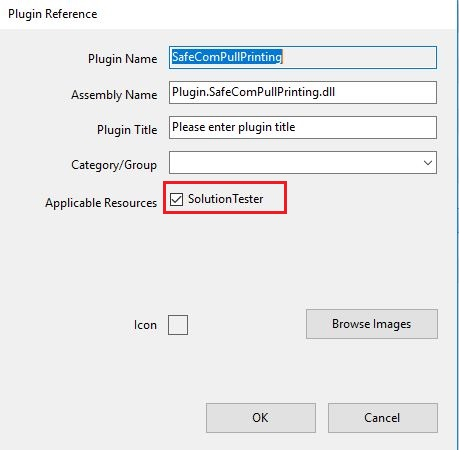 Plugin Reference
Plugin Name SafeComPullPrinting
Assembly Name Plugin.SafeComPullPrinting.dll
Plugin Title Please enter plugin title
Category/Group
Applicable Resources SolutionTester
Icon Browse Images
OK Cancel